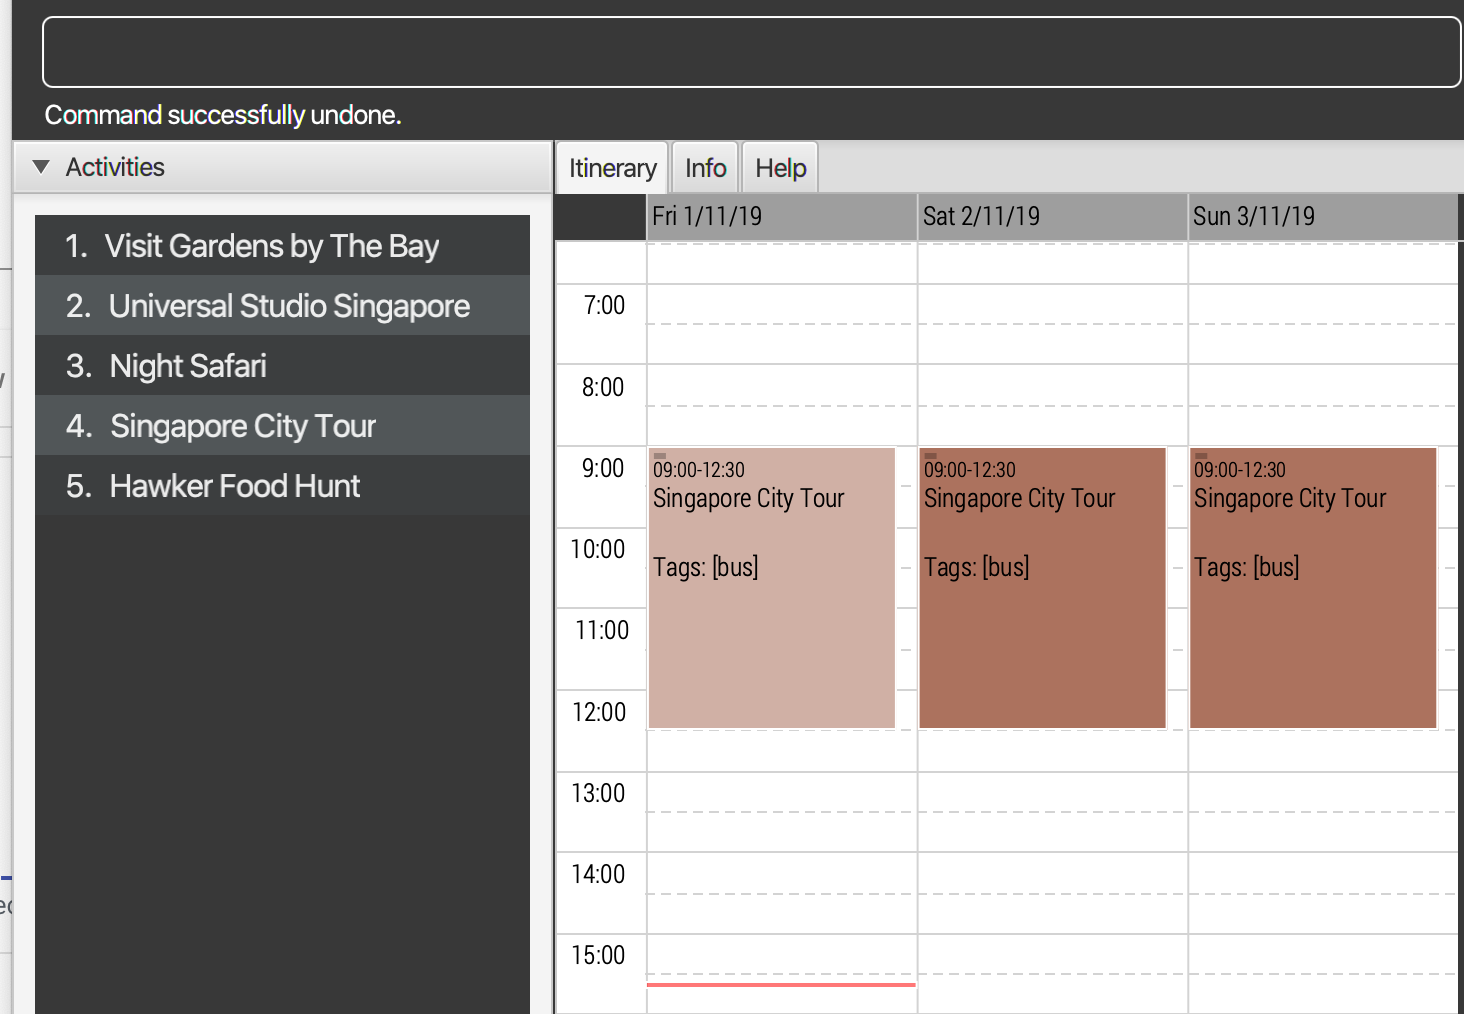 Command successfully undone.
Activities
1. Visit Gardens by The Bay
2. Universal Studio Singapore
3. Night Safari
4. Singapore City Tour
5. Hawker Food Hunt
Itinerary Info Help
Fri 1/11/19 Sat 2/11/19 Sun 3/11/19
7:00
8:00
9:00
10:00
11:00
12:00
13:00
14:00
15:00
09:00-12:30
Singapore City Tour
Tags: [bus]
09:00-12:30
Singapore City Tour
Tags: [bus]
09:00-12:30
Singapore City Tour
Tags: [bus]